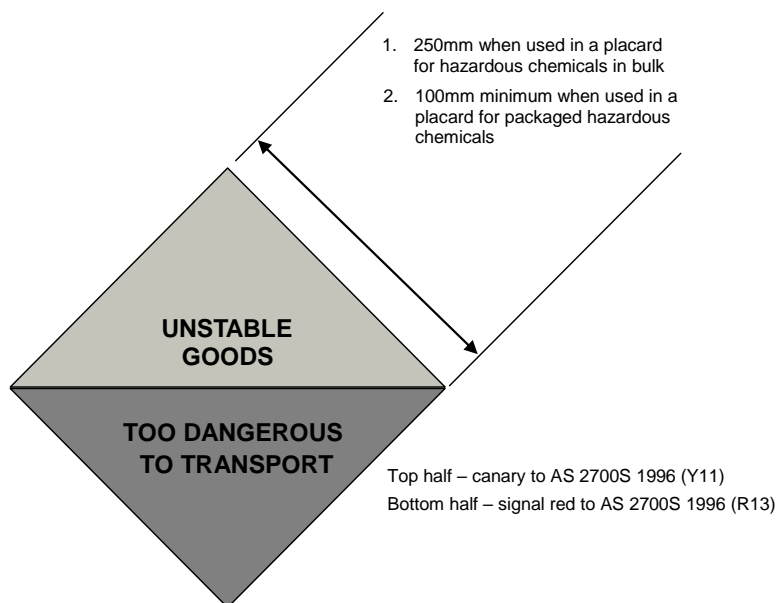 1. 250mm when used in a placard
for hazardous chemicals in bulk
2. 100mm minimum when used in a
placard for packaged hazardous
chemicals
UNSTABLE
GOODS
TOO DANGEROUS
TO TRANSPORT
Top half – canary to AS 2700S 1996 (Y11)
Bottom half – signal red to AS 2700S 1996 (R13)